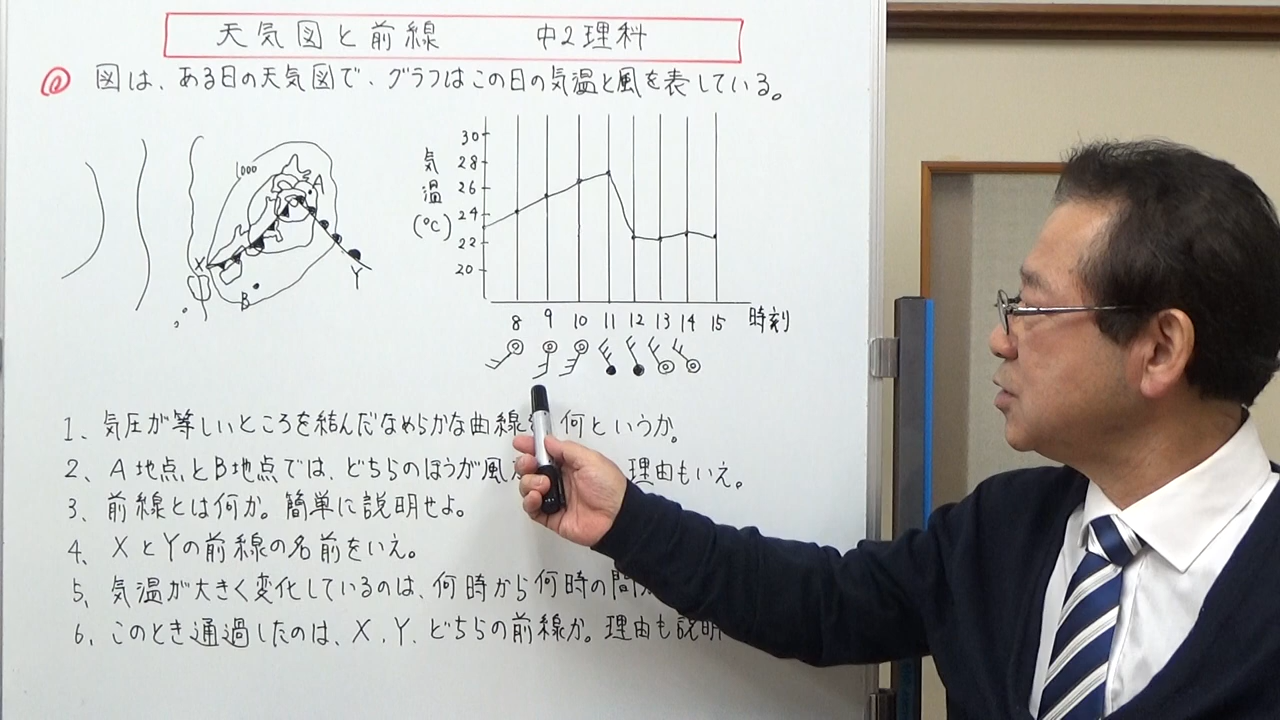 天気図と前線 中2理科
@ 図は、ある日の天気図で、グラフはこの日の気温と風を表している。
1000
A
X
B
Y
気温
(℃)
30
28
26
24
22
20
8 9 10 11 12 13 14 15 時刻
1、気圧が等しいところを結んだなめらかな曲線 何というか。
2、A地点とB地点では、どちらのほうが風 理由もいえ。
3、前線とは何か。簡単に説明せよ。
4、XとYの前線の名前をいえ。
5、気温が大きく変化しているのは、何時から何時の間
6、このとき通過したのは、X、Y、どちらの前線か。理由も説明